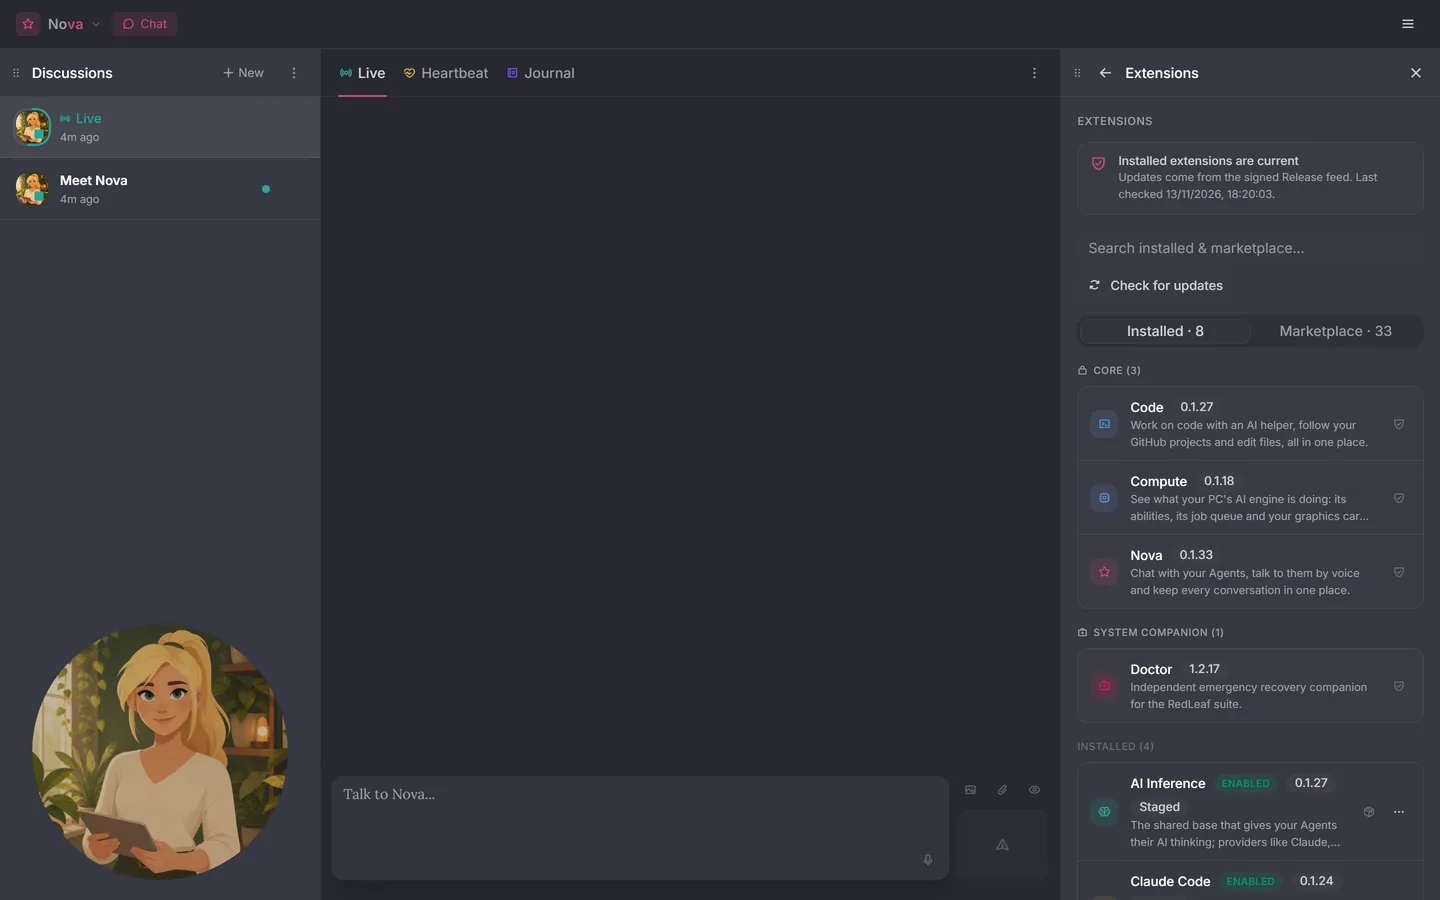 Nova
Chat
Discussions
New
Live
4m ago
Meet Nova
4m ago
Live
Heartbeat
Journal
Talk to Nova...
Extensions
EXTENSIONS
Installed extensions are current
Updates come from the signed Release feed. Last
checked 13/11/2026, 18:20:03.
Search installed & marketplace...
Check for updates
Installed · 8
Marketplace · 33
CORE (3)
Code 0.1.27
Work on code with an AI helper, follow your
GitHub projects and edit files, all in one place.
Compute 0.1.18
See what your PC's AI engine is doing: its
abilities, its job queue and your graphics car...
Nova 0.1.33
Chat with your Agents, talk to them by voice
and keep every conversation in one place.
SYSTEM COMPANION (1)
Doctor 1.2.17
Independent emergency recovery companion
for the RedLeaf suite.
INSTALLED (4)
AI Inference ENABLED 0.1.27
Staged
The shared base that gives your Agents
their AI thinking; providers like Claude,...
Claude Code ENABLED 0.1.24